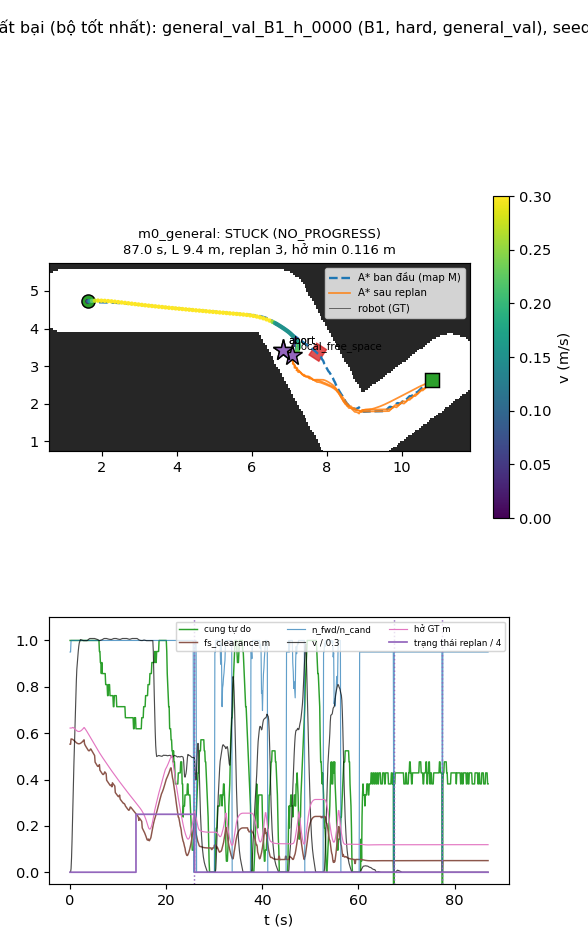 ất bại (bộ tốt nhất): general_val_B1_h_0000 (B1, hard, general_val), seed
m0_general: STUCK (NO_PROGRESS)
87.0 s, L 9.4 m, replan 3, hở min 0.116 m
A* ban đầu (map M)
A* sau replan
robot (GT)
abort
local_free_space
5
4
3
2
1
2 4 6 8 10
0.30
0.25
0.20
0.15
0.10
0.05
0.00
v (m/s)
cung tự do
fs_clearance m
n_fwd/n_cand
v / 0.3
hở GT m
trạng thái replan / 4
1.0
0.8
0.6
0.4
0.2
0.0
0 20 40 60 80
t (s)